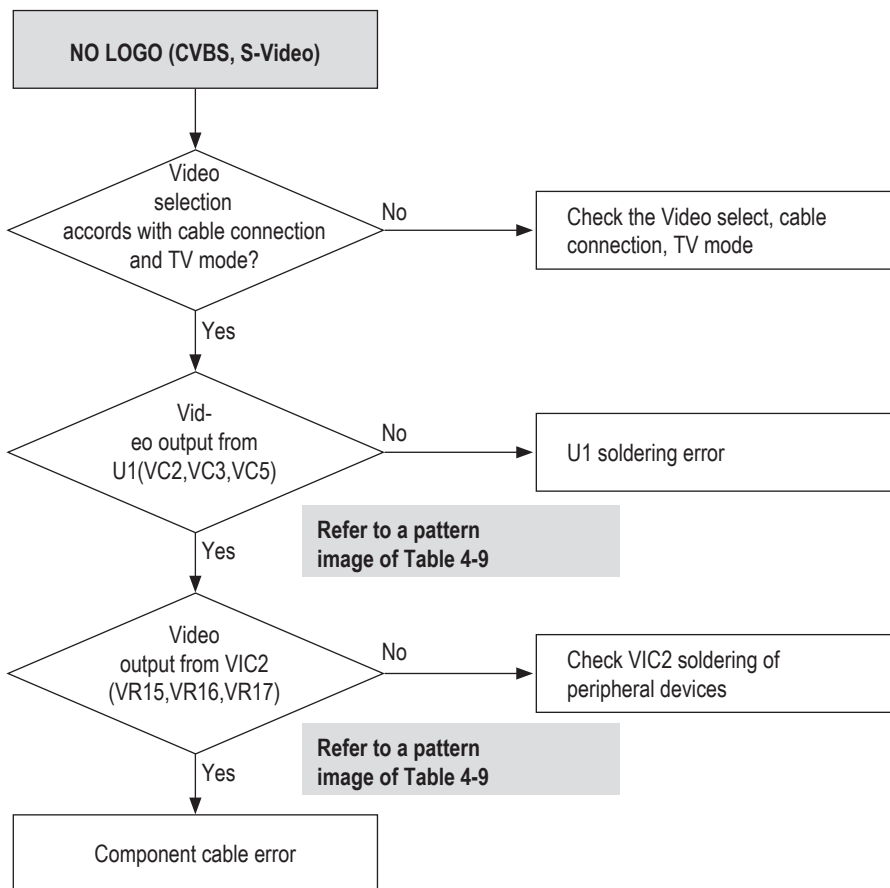 NO LOGO (CVBS, S-Video)
Video
selection
accords with cable connection
and TV mode?
No
Check the Video select, cable
connection, TV mode
Yes
Vid-
eo output from
U1(VC2,VC3,VC5)
No
U1 soldering error
Refer to a pattern
image of Table 4-9
Yes
Video
output from VIC2
(VR15,VR16,VR17)
No
Check VIC2 soldering of
peripheral devices
Refer to a pattern
image of Table 4-9
Yes
Component cable error